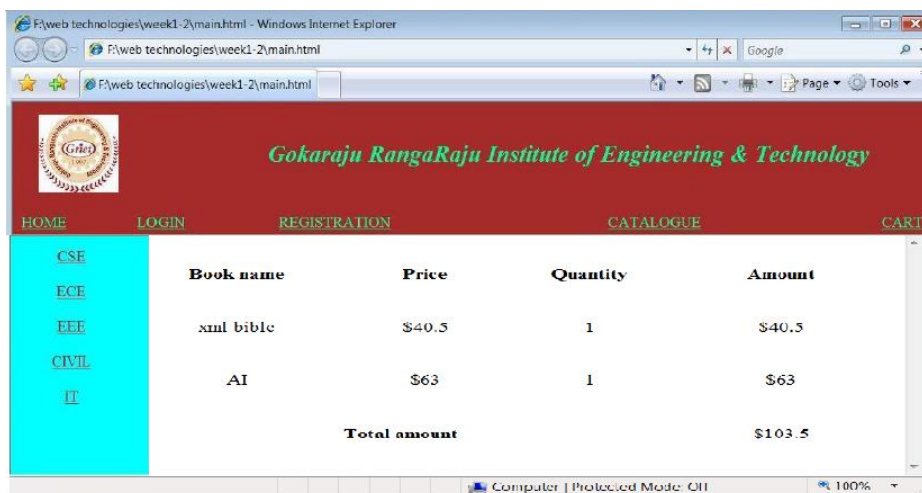 F:\web technologies\week1-2\main.html - Windows Internet Explorer
F:\web technologies\week1-2\main.html
Google
F:\web technologies\week1-2\main.html
Page Tools
Griet
Gokaraju RangaRaju Institute of Engineering & Technology
HOME LOGIN REGISTRATION CATALOGUE CART
CSE
ECE
EEE
CIVIL
IT
Book name Price Quantity Amount
xml bible $40.5 1 $40.5
AI $63 1 $63
Total amount $103.5
Computer | Protected Mode: Off 100%